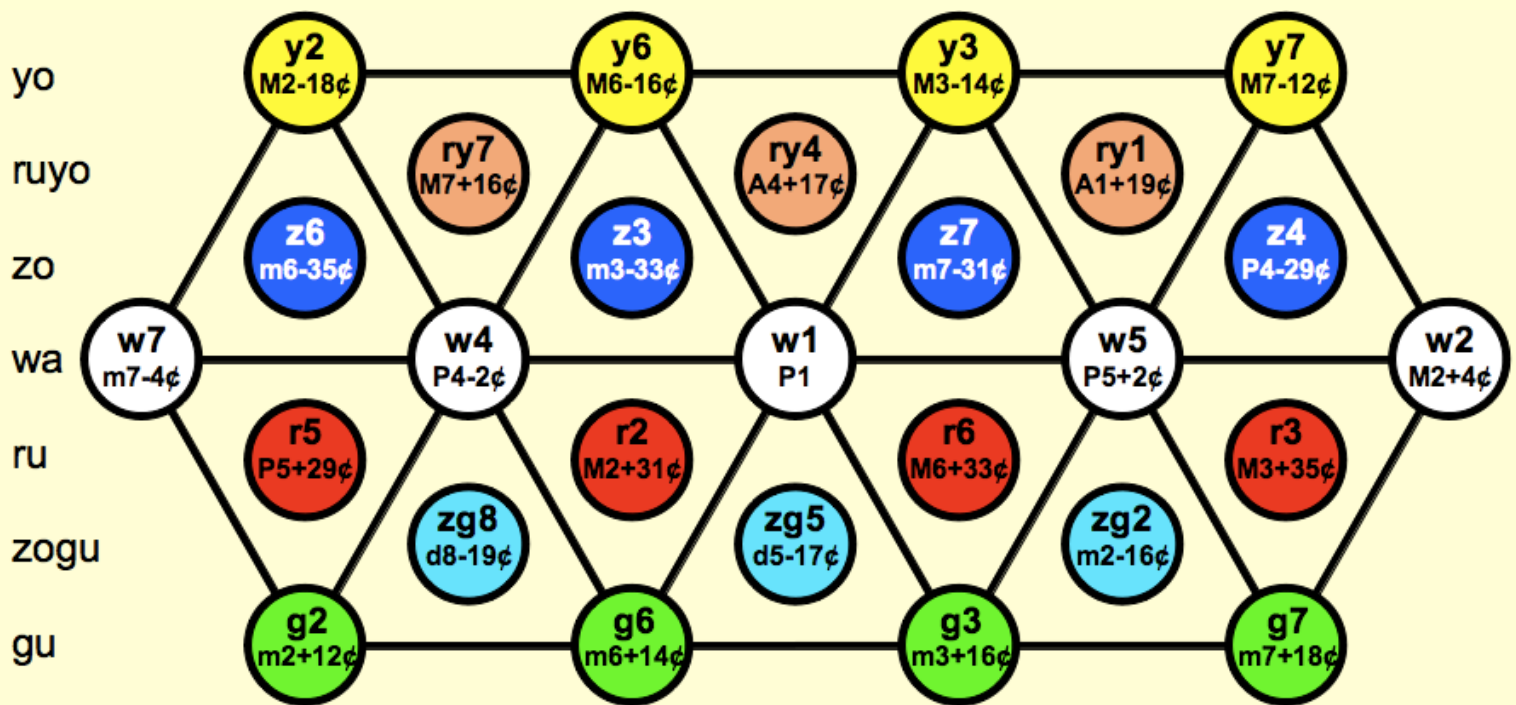 yo
y2
M2-18¢
y6
M6-16¢
y3
M3-14¢
y7
M7-12¢
ruyo
ry7
M7+16¢
ry4
A4+17¢
ry1
A1+19¢
zo
z6
m6-35¢
z3
m3-33¢
z7
m7-31¢
z4
P4-29¢
wa
w7
m7-4¢
w4
P4-2¢
w1
P1
w5
P5+2¢
w2
M2+4¢
ru
r5
P5+29¢
r2
M2+31¢
r6
M6+33¢
r3
M3+35¢
zogu
zg8
d8-19¢
zg5
d5-17¢
zg2
m2-16¢
gu
g2
m2+12¢
g6
m6+14¢
g3
m3+16¢
g7
m7+18¢